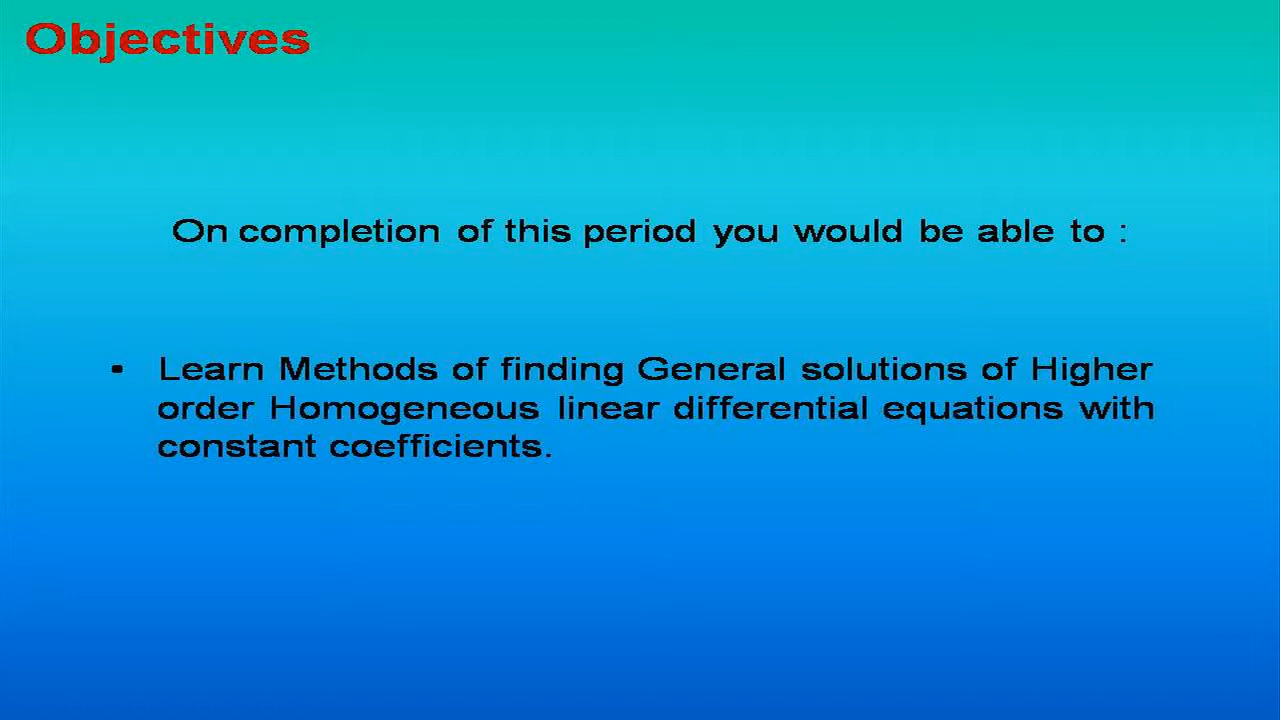 Objectives
On completion of this period you would be able to :
▪ Learn Methods of finding General solutions of Higher
order Homogeneous linear differential equations with
constant coefficients.